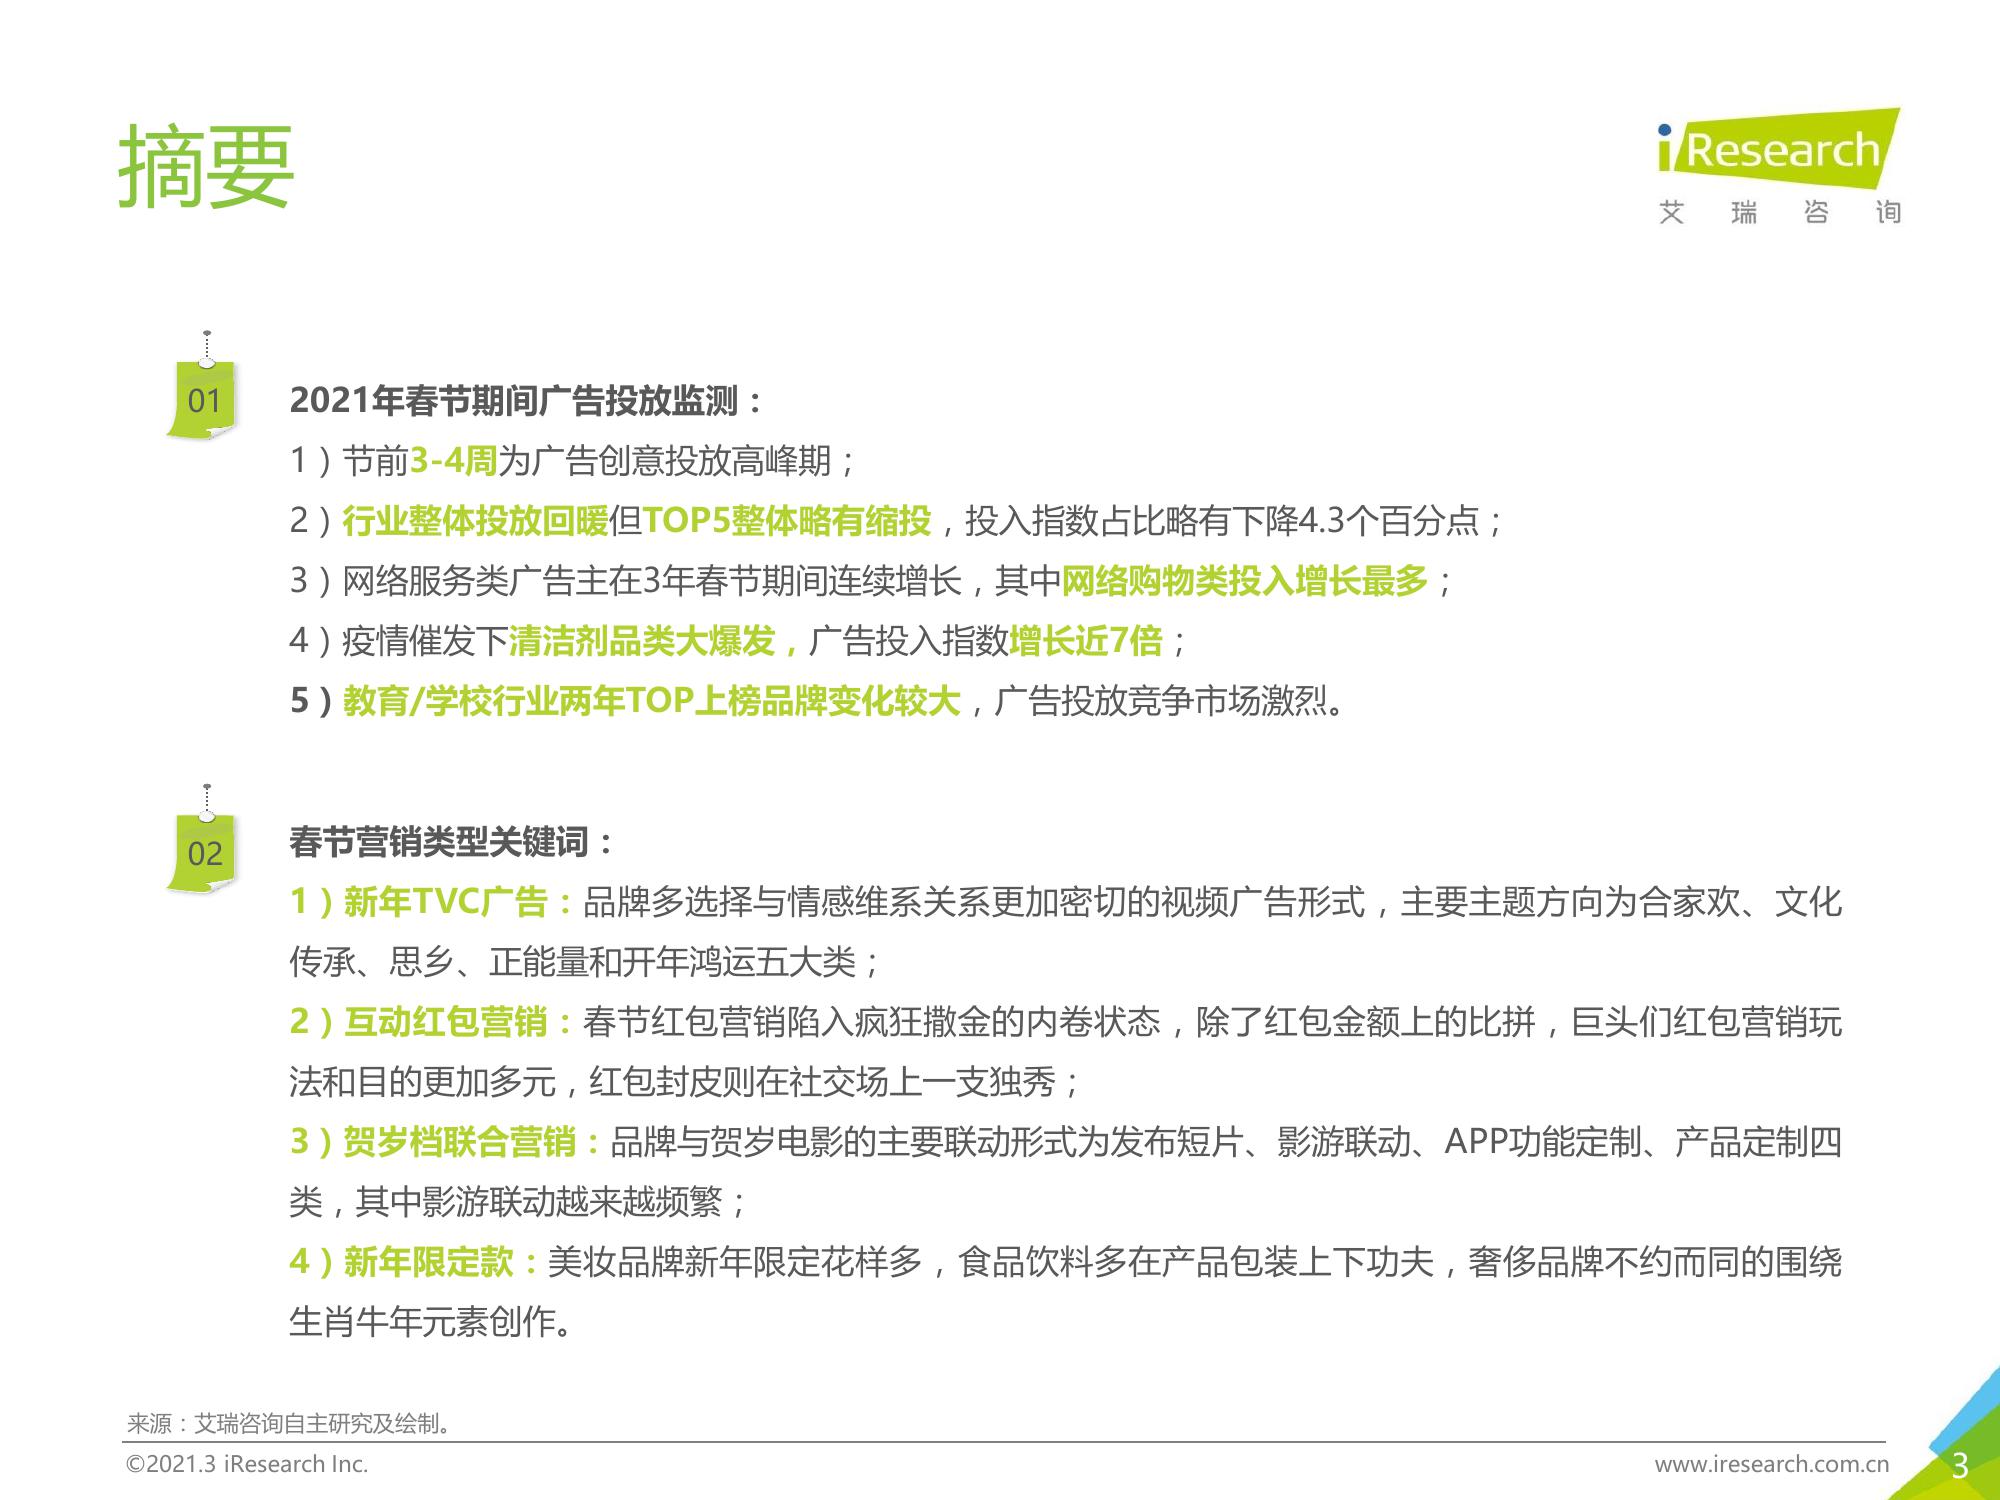 摘要
iResearch
艾瑞咨询
01
2021年春节期间广告投放监测：
1）节前3-4周为广告创意投放高峰期；
2）行业整体投放回暖但TOP5整体略有缩投，投入指数占比略有下降4.3个百分点；
3）网络服务类广告主在3年春节期间连续增长，其中网络购物类投入增长最多；
4）疫情催发下清洁剂品类大爆发，广告投入指数增长近7倍；
5）教育/学校行业两年TOP上榜品牌变化较大，广告投放竞争市场激烈。
02
春节营销类型关键词：
1）新年TVC广告：品牌多选择与情感维系关系更加密切的视频广告形式，主要主题方向为合家欢、文化
传承、思乡、正能量和开年鸿运五大类；
2）互动红包营销：春节红包营销陷入疯狂撒金的内卷状态，除了红包金额上的比拼，巨头们红包营销玩
法和目的更加多元，红包封皮则在社交场上一支独秀；
3）贺岁档联合营销：品牌与贺岁电影的主要联动形式为发布短片、影游联动、APP功能定制、产品定制四
类，其中影游联动越来越频繁；
4）新年限定款：美妆品牌新年限定花样多，食品饮料多在产品包装上下功夫，奢侈品牌不约而同的围绕
生肖牛年元素创作。
来源：艾瑞咨询自主研究及绘制。
©2021.3 iResearch Inc.
www.iresearch.com.cn
3